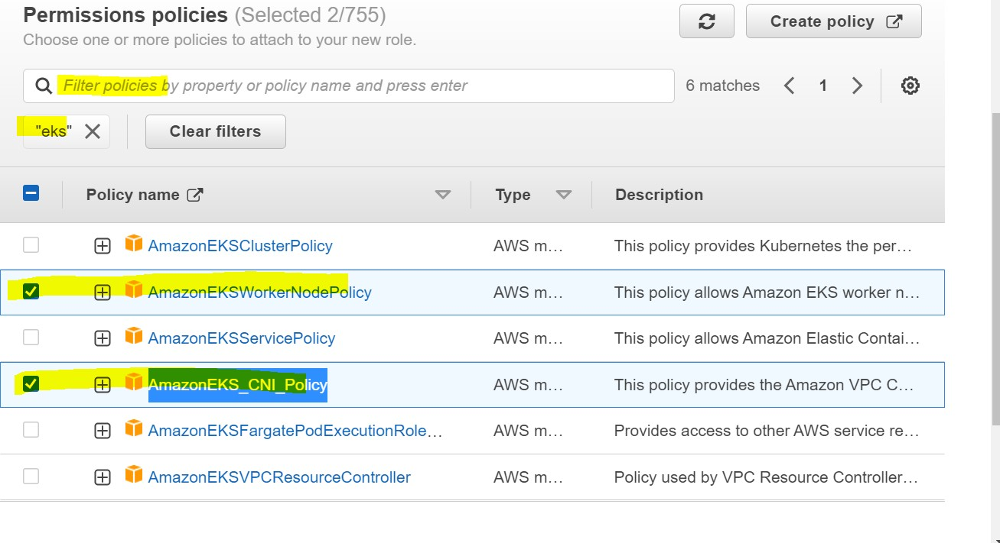 Permissions policies (Selected 2/755)
Create policy
Choose one or more policies to attach to your new role.
Filter policies by property or policy name and press enter
6 matches
1
"eks"
Clear filters
Policy name
Type
Description
AmazonEKSClusterPolicy
AWS m…
This policy provides Kubernetes the per…
AmazonEKSWorkerNodePolicy
AWS m…
This policy allows Amazon EKS worker n…
AmazonEKSServicePolicy
AWS m…
This policy allows Amazon Elastic Contai…
AmazonEKS_CNI_Policy
AWS m…
This policy provides the Amazon VPC C…
AmazonEKSFargatePodExecutionRole…
AWS m…
Provides access to other AWS service re…
AmazonEKSVPCResourceController
AWS m…
Policy used by VPC Resource Controller…